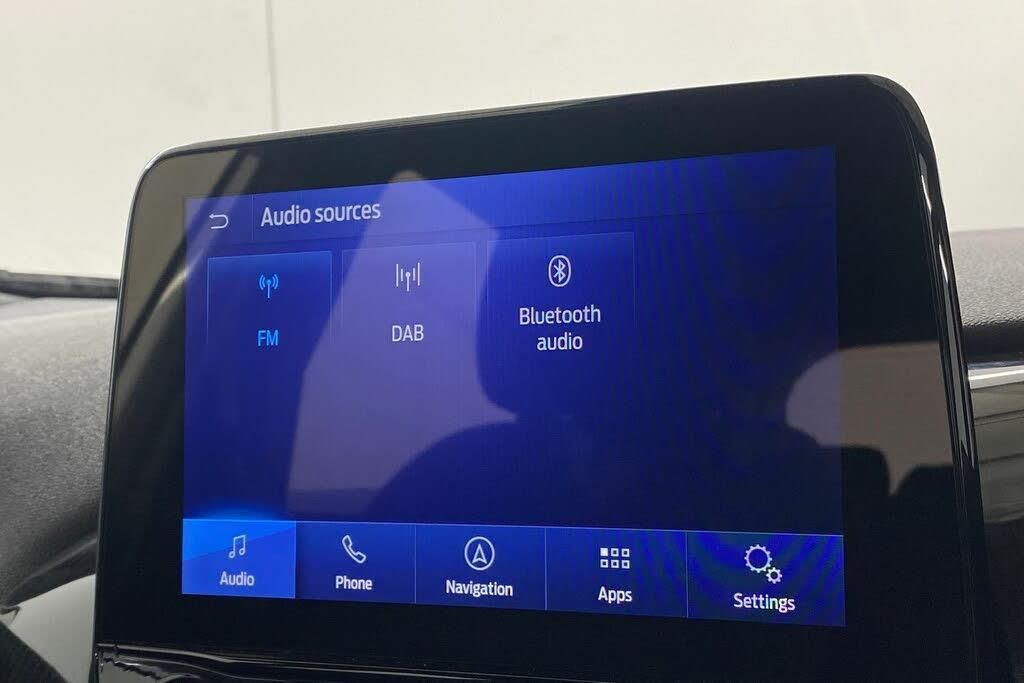 Audio sources
FM
DAB
Bluetooth
audio
Audio
Phone
Navigation
Apps
Settings